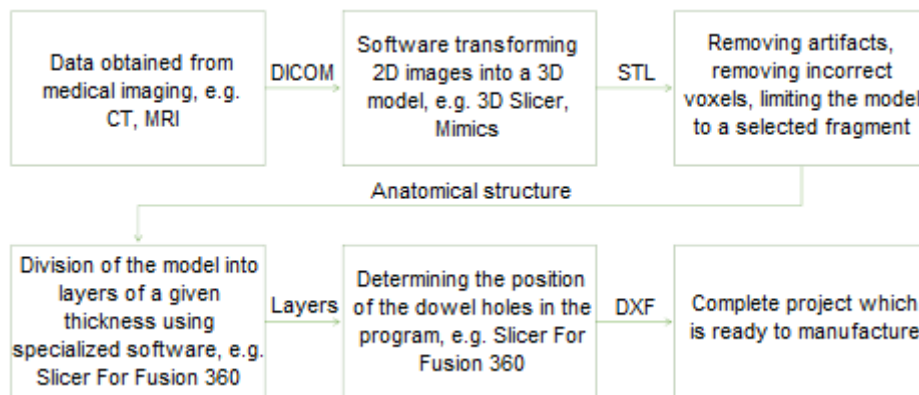 Data obtained from
medical imaging, e.g.
CT, MRI
DICOM
Software transforming
2D images into a 3D
model, e.g. 3D Slicer,
Mimics
STL
Removing artifacts,
removing incorrect
voxels, limiting the model
to a selected fragment
Anatomical structure
Division of the model into
layers of a given
thickness using
specialized software, e.g.
Slicer For Fusion 360
Layers
Determining the position
of the dowel holes in the
program, e.g. Slicer For
Fusion 360
DXF
Complete project which
is ready to manufacture